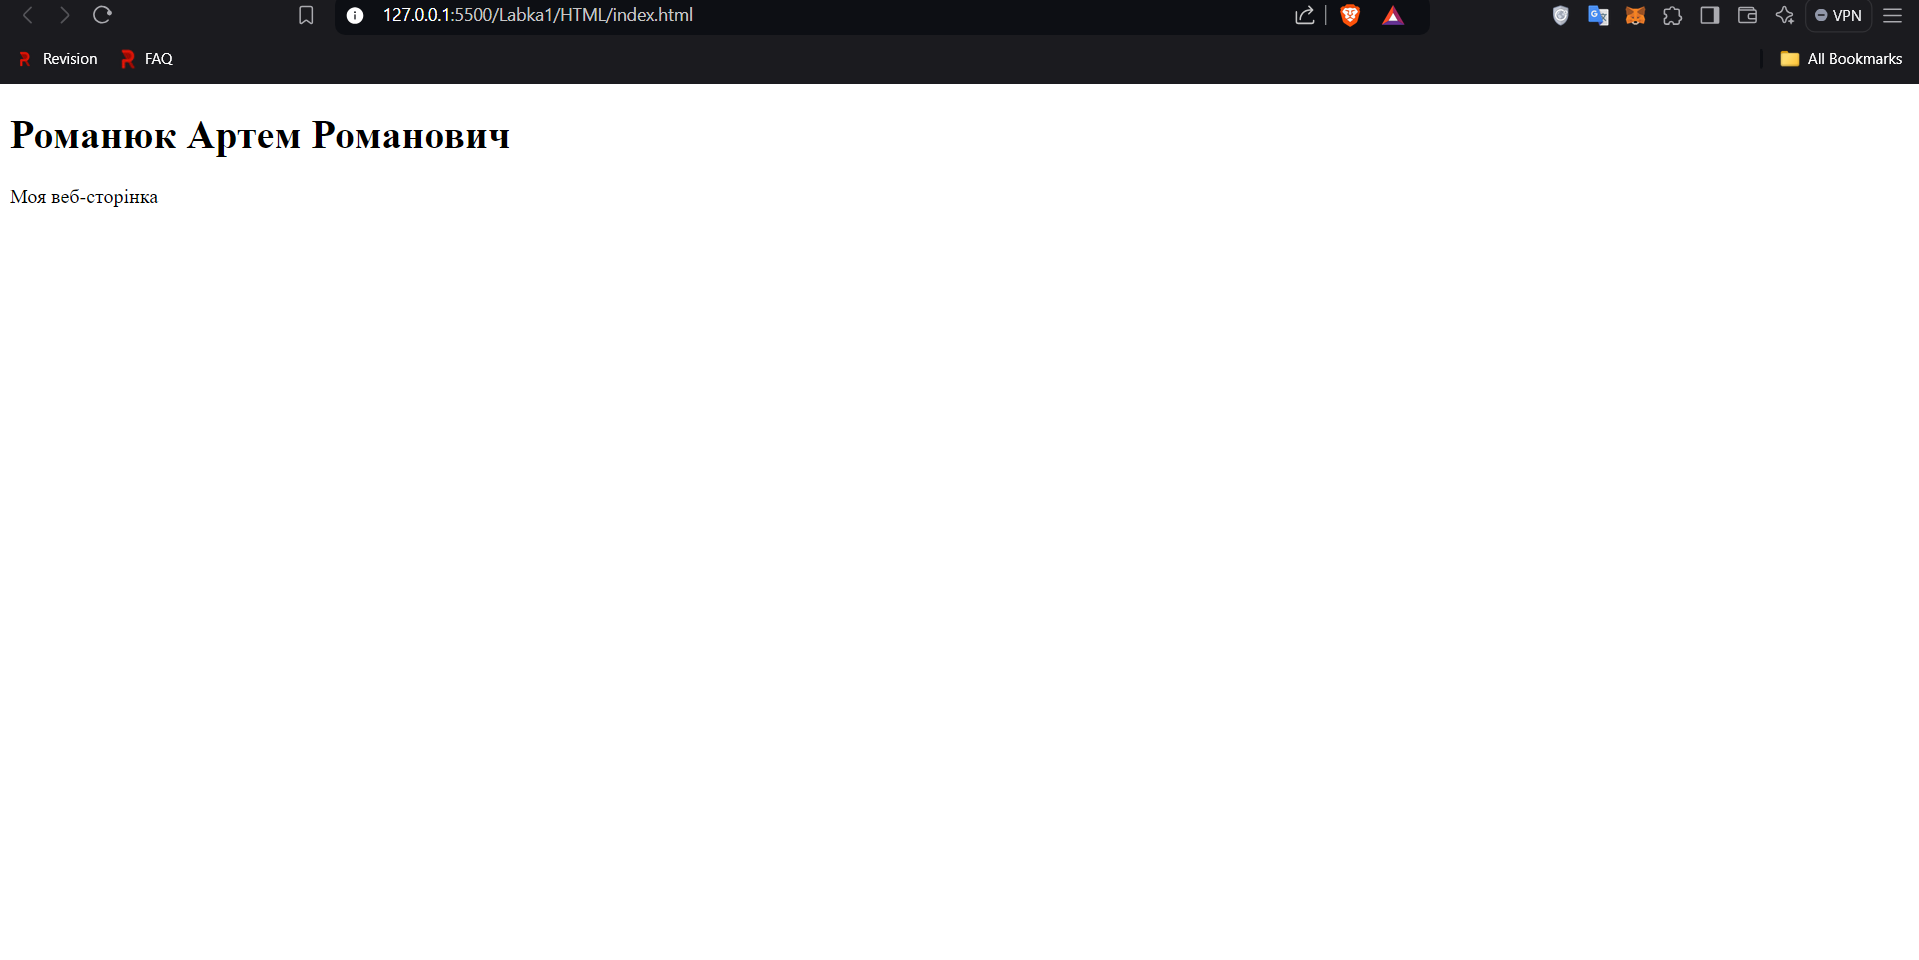 127.0.0.1:5500/Labka1/HTML/index.html
VPN
Revision
FAQ
All Bookmarks
Романюк Артем Романович
Моя веб-сторінка